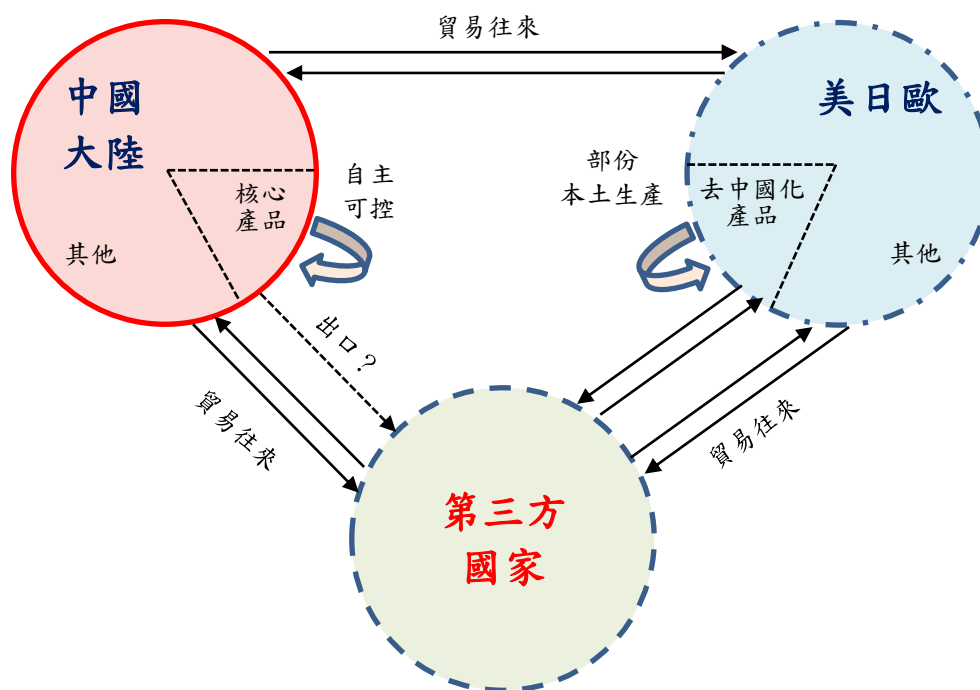 貿易往來
中國
大陸
美日歐
自主
可控
部份
本土生產
核心
產品
去中國化
產品
其他
其他
出口？
貿易往來
貿易往來
第三方
國家